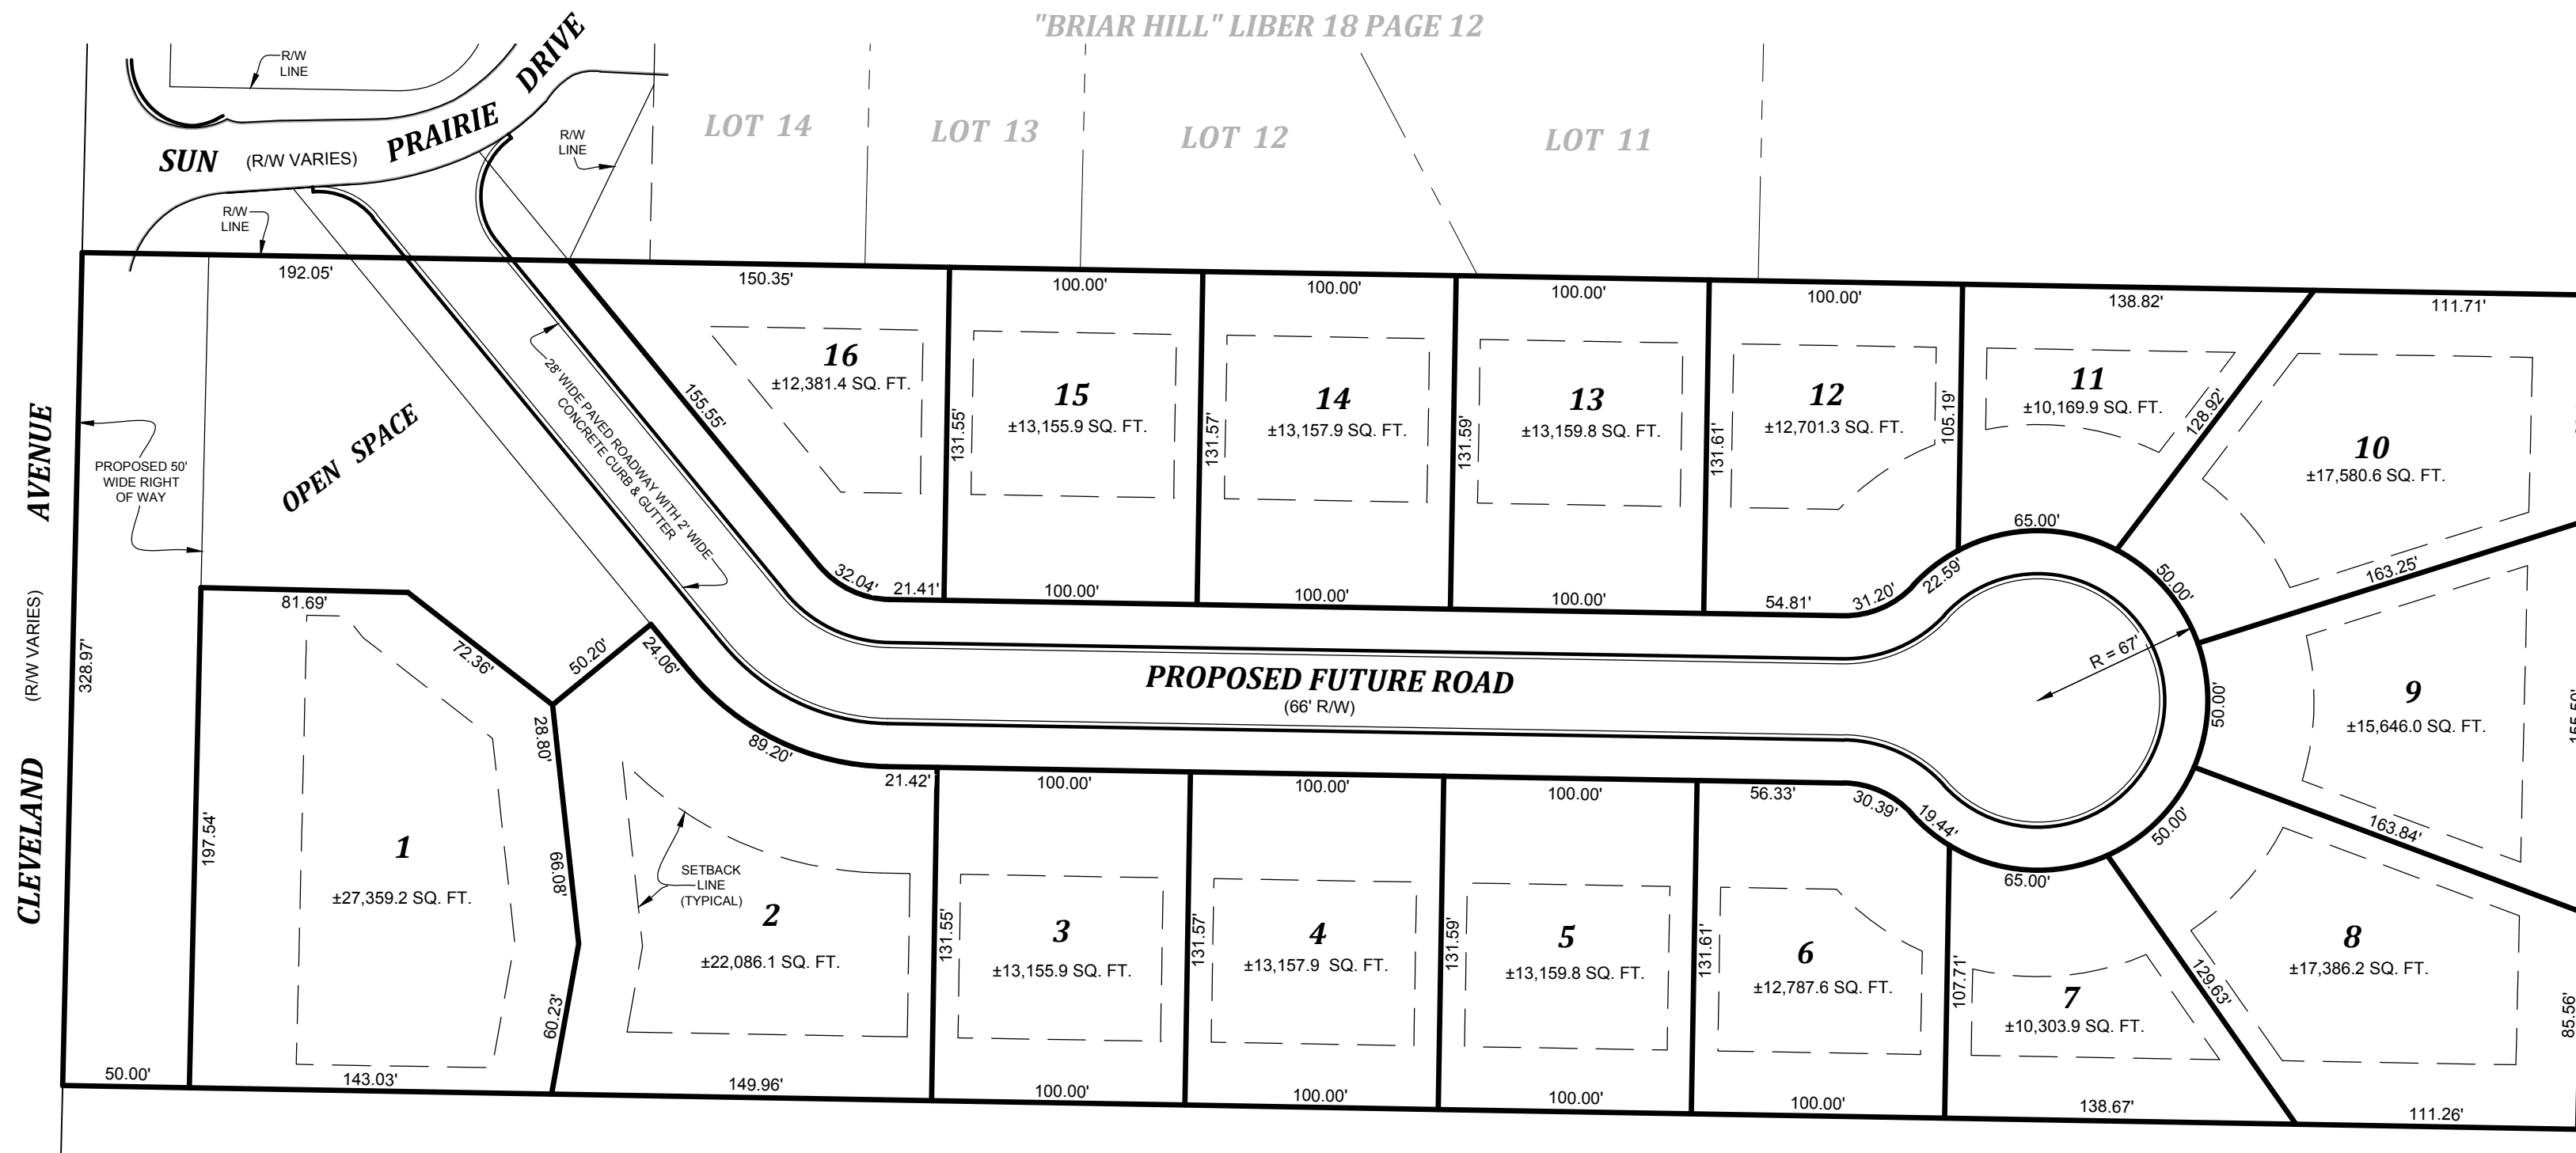 "BRIAR HILL" LIBER 18 PAGE 12
R/W
LINE
SUN (R/W VARIES) PRAIRIE DRIVE
R/W
LINE
R/W
LINE
LOT 14
LOT 13
LOT 12
LOT 11
192.05'
150.35'
100.00'
100.00'
100.00'
100.00'
138.82'
111.71'
CLEVELAND (R/W VARIES) AVENUE
PROPOSED 50'
WIDE RIGHT
OF WAY
OPEN SPACE
28' WIDE PAVED ROADWAY WITH 2' WIDE
CONCRETE CURB & GUTTER
155.55'
16
±12,381.4 SQ. FT.
131.55'
15
±13,155.9 SQ. FT.
131.57'
14
±13,157.9 SQ. FT.
131.59'
13
±13,159.8 SQ. FT.
131.61'
12
±12,701.3 SQ. FT.
105.19'
11
±10,169.9 SQ. FT.
128.92'
10
±17,580.6 SQ. FT.
32.04'
21.41'
100.00'
100.00'
100.00'
54.81'
31.20'
22.59'
65.00'
50.00'
163.25'
R = 67'
PROPOSED FUTURE ROAD
(66' R/W)
50.00'
9
±15,646.0 SQ. FT.
155.50'
163.84'
50.00'
328.97'
81.69'
72.36'
50.20'
24.06'
28.80'
89.20'
21.42'
100.00'
100.00'
100.00'
56.33'
30.39'
19.44'
65.00'
197.54'
1
±27,359.2 SQ. FT.
66.08'
60.23'
SETBACK
LINE
(TYPICAL)
2
±22,086.1 SQ. FT.
131.55'
3
±13,155.9 SQ. FT.
131.57'
4
±13,157.9 SQ. FT.
131.59'
5
±13,159.8 SQ. FT.
131.61'
6
±12,787.6 SQ. FT.
107.71'
7
±10,303.9 SQ. FT.
129.63'
8
±17,386.2 SQ. FT.
85.56'
50.00'
143.03'
149.96'
100.00'
100.00'
100.00'
100.00'
138.67'
111.26'